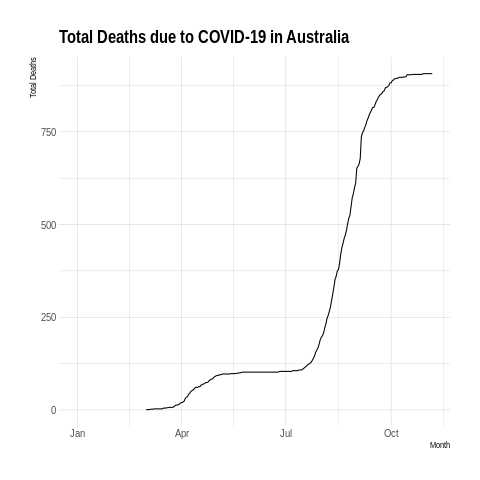 Total Deaths due to COVID-19 in Australia
Total Deaths
750
500
250
0
Jan Apr Jul Oct
Month